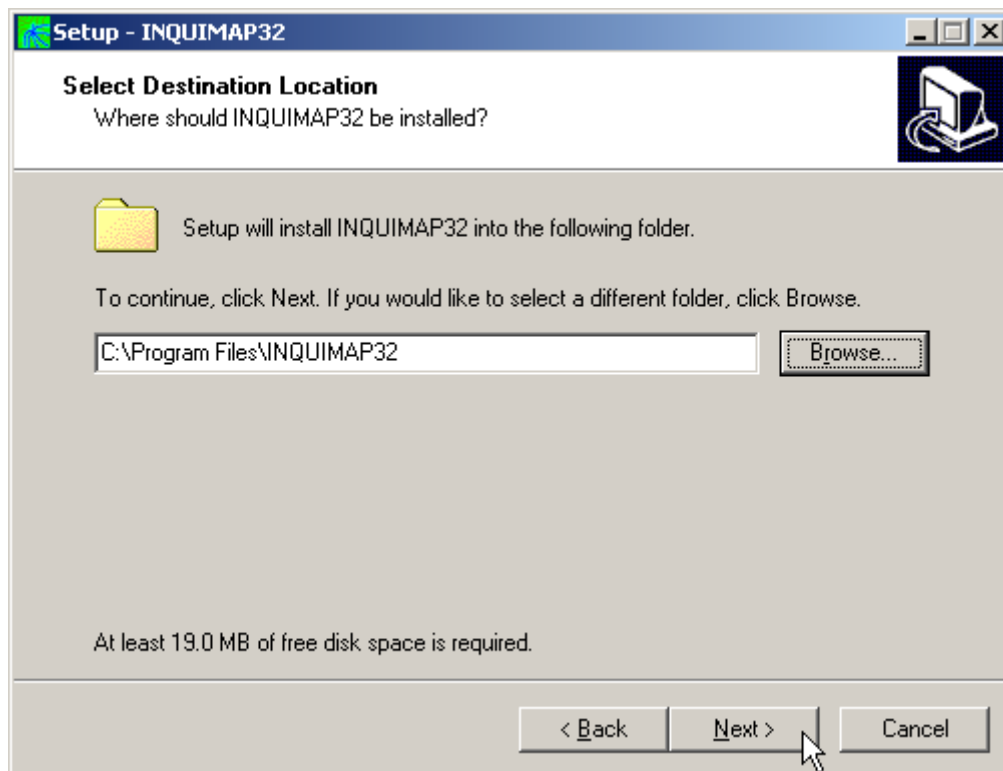 Setup - INQUIMAP32
Select Destination Location
Where should INQUIMAP32 be installed?
Setup will install INQUIMAP32 into the following folder.
To continue, click Next. If you would like to select a different folder, click Browse.
C:\Program Files\INQUIMAP32
Browse...
At least 19.0 MB of free disk space is required.
< Back
Next >
Cancel